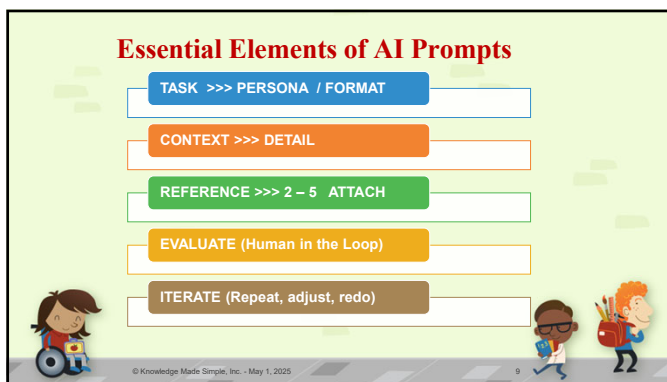 Essential Elements of AI Prompts
TASK >>> PERSONA / FORMAT
CONTEXT >>> DETAIL
REFERENCE >>> 2 – 5 ATTACH
EVALUATE (Human in the Loop)
ITERATE (Repeat, adjust, redo)
© Knowledge Made Simple, Inc. - May 1, 2025
9